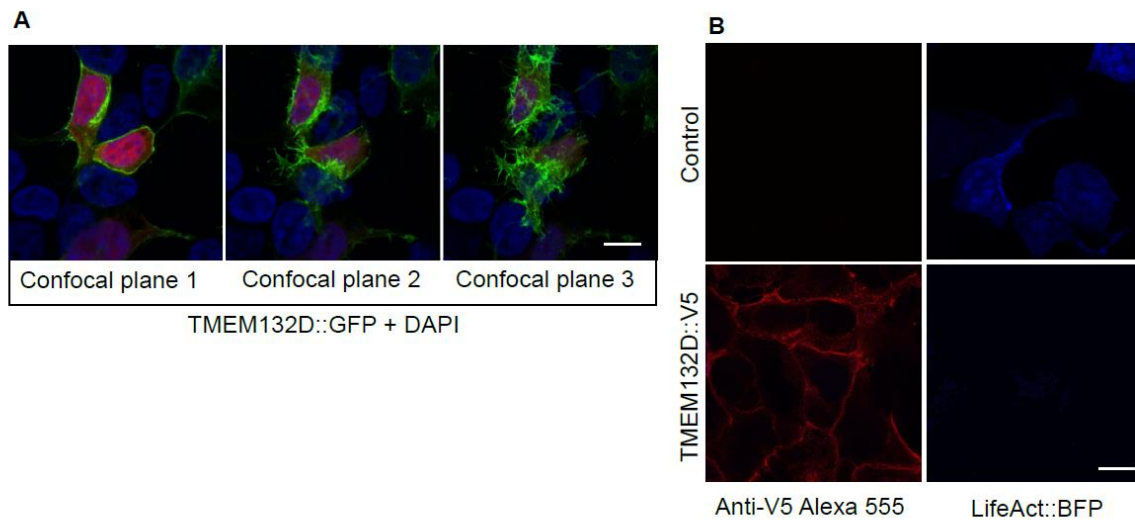 A
Confocal plane 1
Confocal plane 2
Confocal plane 3
TMEM132D::GFP + DAPI
B
Control
TMEM132D::V5
Anti-V5 Alexa 555
LifeAct::BFP